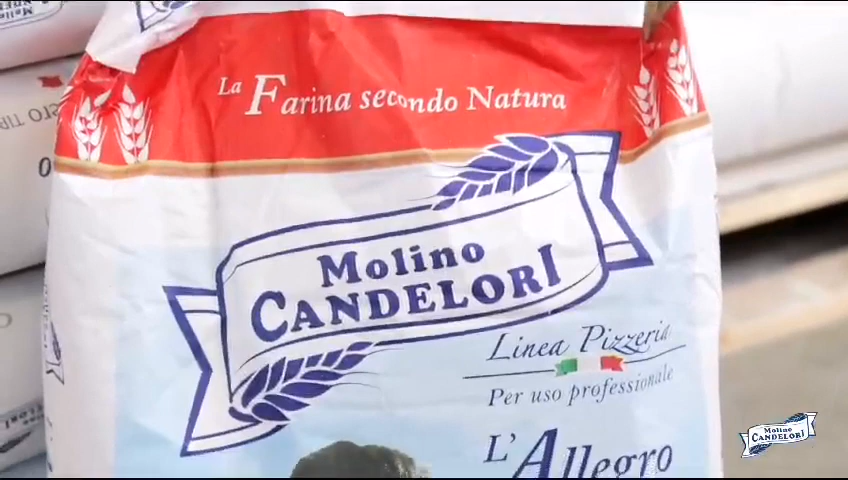 La Farina secondo Natura
Molino
CANDELORI
Linea Pizzeria
Per uso professionale
L'Allegro
Molino
CANDELORI